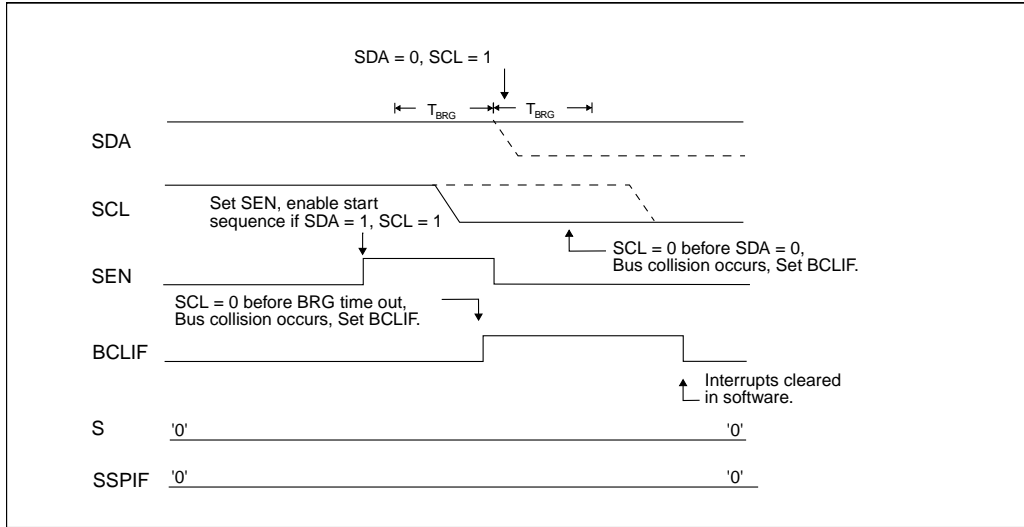 SDA = 0, SCL = 1
TBRG TBRG
SDA
SCL
Set SEN, enable start
sequence if SDA = 1, SCL = 1
SCL = 0 before SDA = 0,
Bus collision occurs, Set BCLIF.
SEN
SCL = 0 before BRG time out,
Bus collision occurs, Set BCLIF.
BCLIF
Interrupts cleared
in software.
S '0' '0'
SSPIF '0' '0'